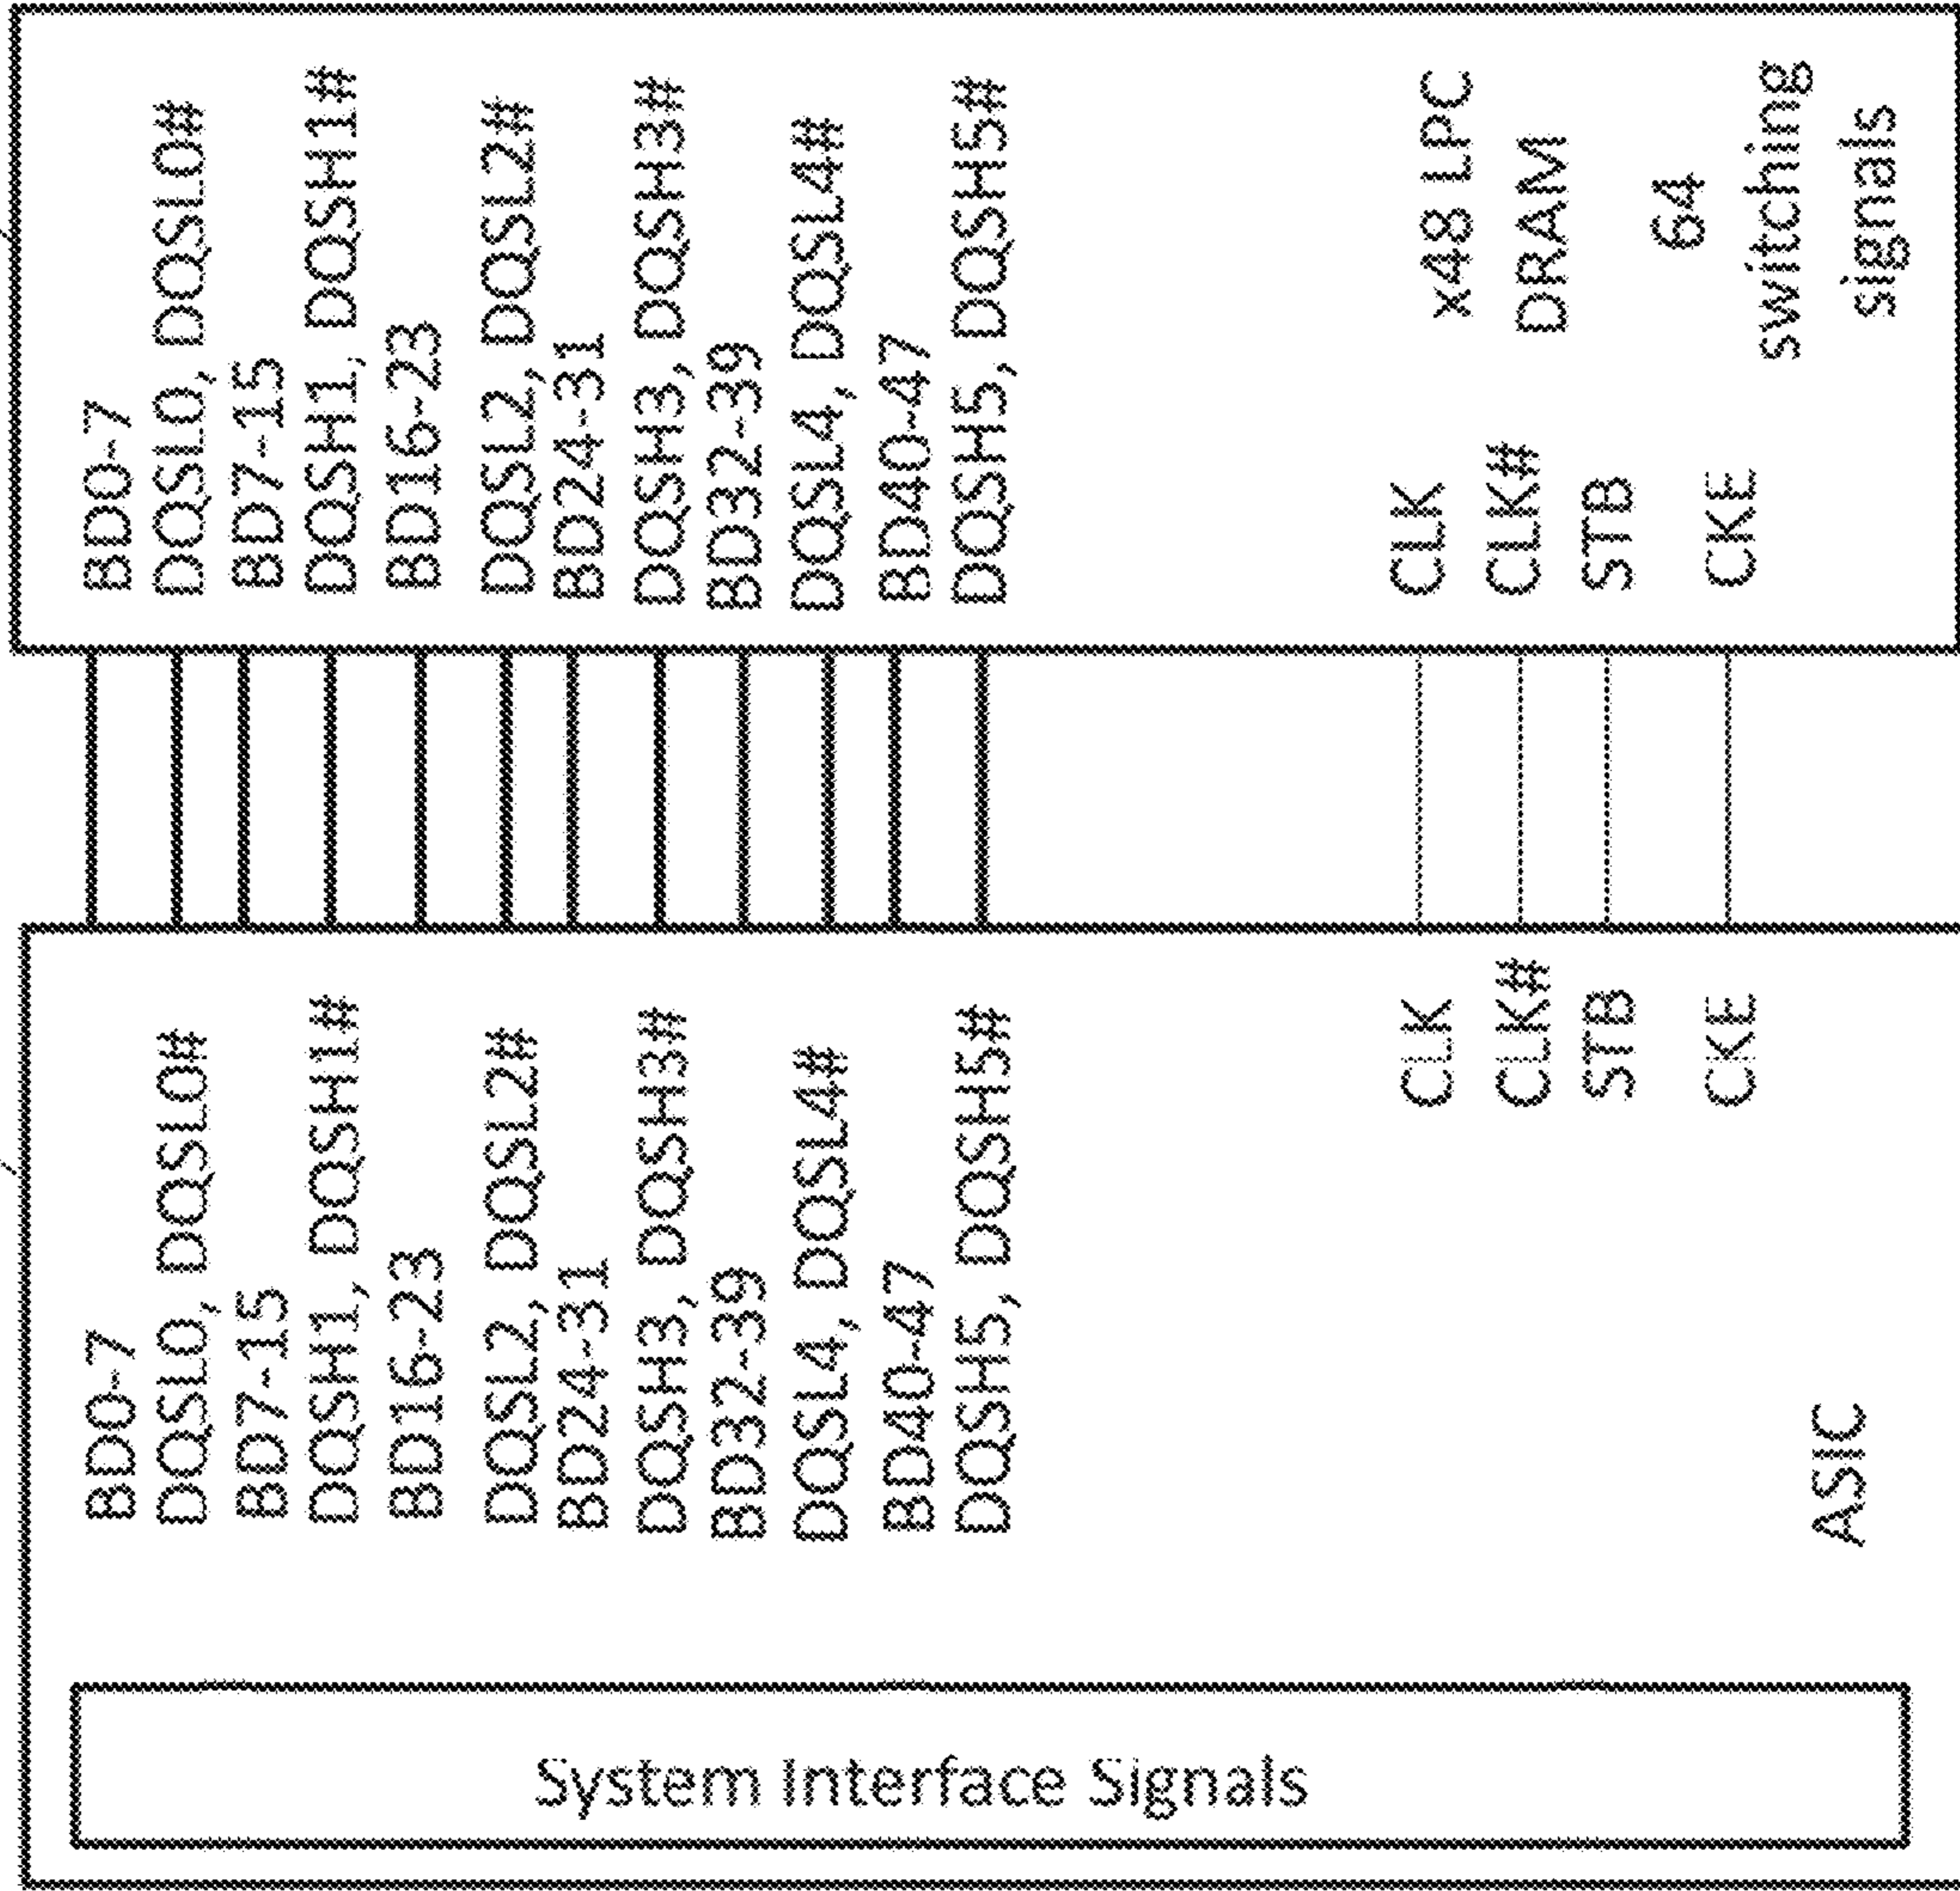 BD0-7
DQSL0, DQSL0#
BD7-15
DQSH1, DQSH1#
BD16-23
DQSL2, DQSL2#
BD24-31
DQSH3, DQSH3#
BD32-39
DQSL4, DQSL4#
BD40-47
DQSH5, DQSH5#
CLK
CLK#
STB
CKE
x48 LPC
DRAM
64
switching
signals
BD0-7
DQSL0, DQSL0#
BD7-15
DQSH1, DQSH1#
BD16-23
DQSL2, DQSL2#
BD24-31
DQSH3, DQSH3#
BD32-39
DQSL4, DQSL4#
BD40-47
DQSH5, DQSH5#
CLK
CLK#
STB
CKE
ASIC
System Interface Signals